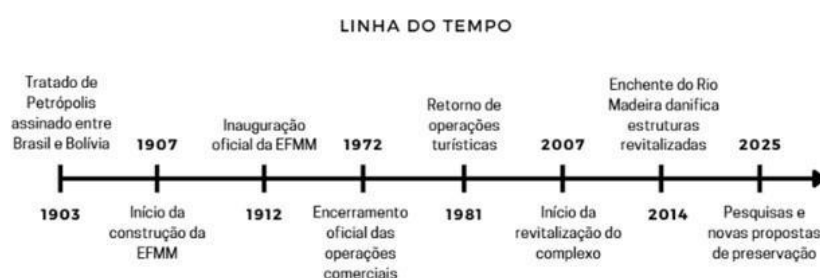 LINHA DO TEMPO
Tratado de
Petrópolis
assinado entre
Brasil e Bolívia
1903
1907
Início da
construção da
EFMM
Inauguração
oficial da EFMM
1912
1972
Encerramento
oficial das
operações
comerciais
Retorno de
operações
turísticas
1981
2007
Início da
revitalização do
complexo
Enchente do Rio
Madeira danifica
estruturas
revitalizadas
2014
2025
Pesquisas e
novas propostas
de preservação